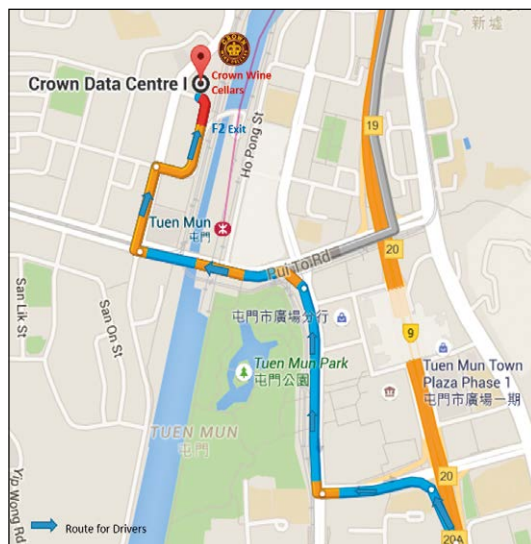 新墟
CROWN
WINE CELLARS
Crown Data Centre I
Crown Wine
Cellars
F2 Exit
Ho Pong St
19
Tuen Mun
屯門
20
Pui To Rd
San Lik St
San On St
屯門市廣場分行
9
Tuen Mun Park
屯門公園
Tuen Mun Town
Plaza Phase 1
屯門市廣場一期
TUEN MUN
屯門
20
Yip Wong Rd
Route for Drivers
20A